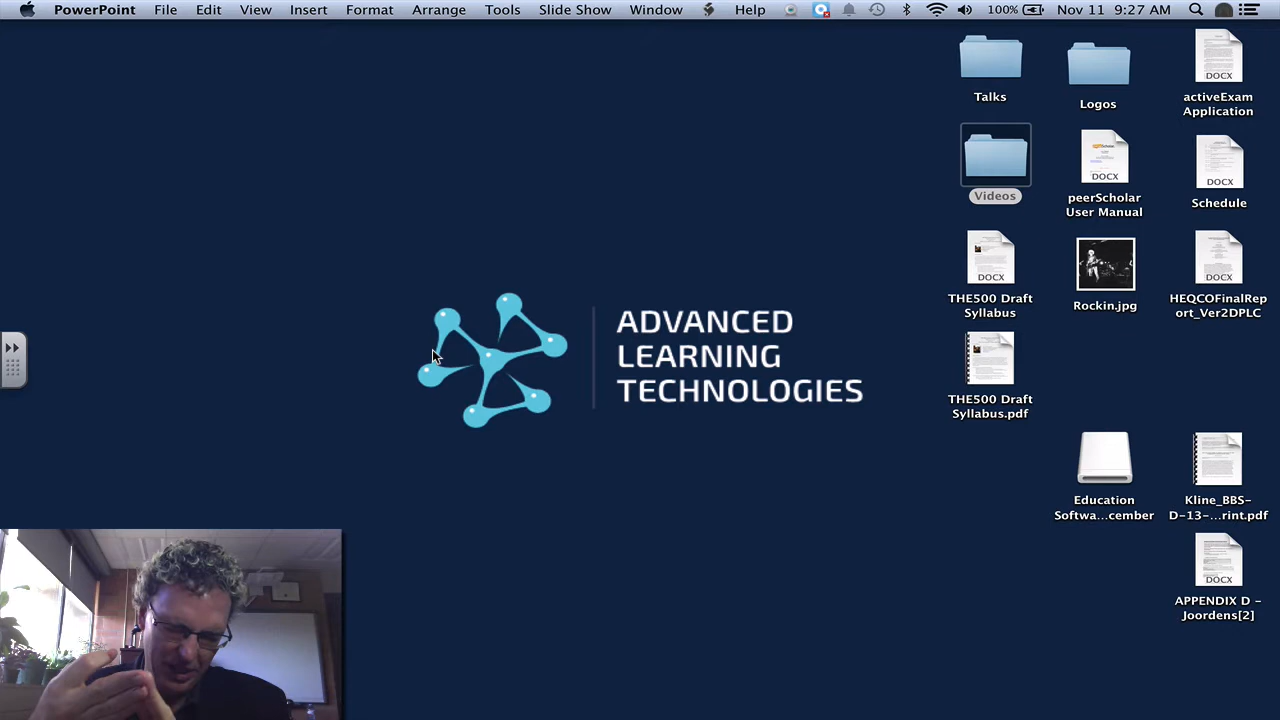 PowerPoint File Edit View Insert Format Arrange Tools Slide Show Window Help 100% Nov 11 9:27 AM
Talks
Logos
activeExam
Application
Videos
peerScholar
User Manual
Schedule
THE500 Draft
Syllabus
Rockin.jpg
HEQCOFinalRep
ort_Ver2DPLC
ADVANCED
LEARNING
TECHNOLOGIES
THE500 Draft
Syllabus.pdf
Education
Softwa...cember
Kline_BBS-
D-13-...rint.pdf
APPENDIX D -
Joordens[2]
DOCX
DOCX
DOCX
DOCX
DOCX
DOCX